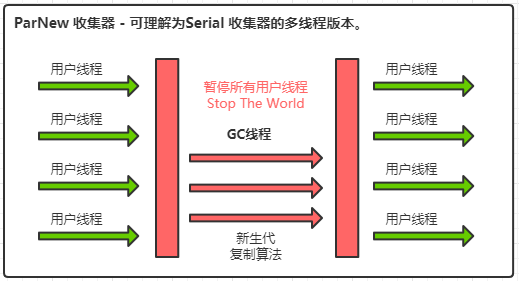 ParNew 收集器 - 可理解为Serial 收集器的多线程版本。
用户线程
用户线程
用户线程
用户线程
暂停所有用户线程
Stop The World
GC线程
新生代
复制算法
用户线程
用户线程
用户线程
用户线程